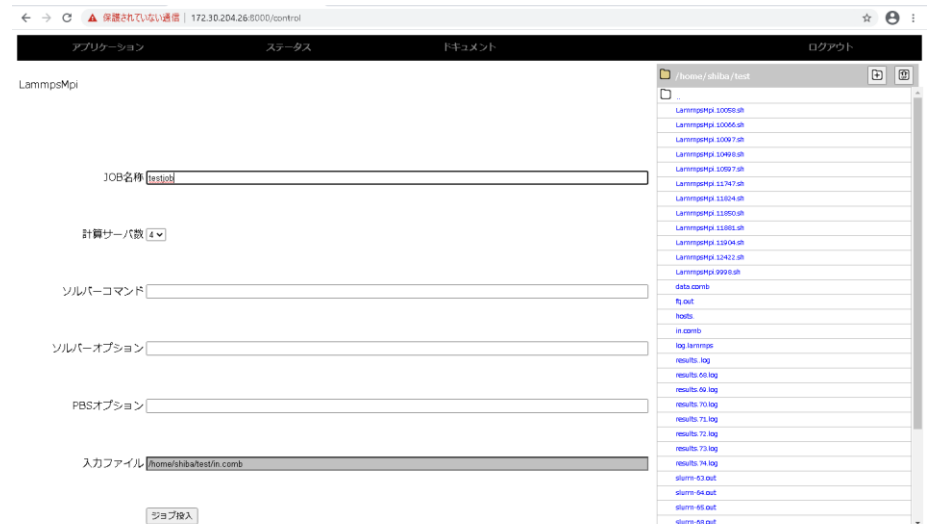 保護されていない通信 | 172.30.204.26:8000/control
アプリケーション ステータス ドキュメント ログアウト
LammpsMpi
JOB名称 testjob
計算サーバ数 4
ソルバーコマンド
ソルバーオプション
PBSオプション
入力ファイル /home/shiba/test/in.comb
ジョブ投入
/home/shiba/test
..
LammpsMpi.10058.sh
LammpsMpi.10066.sh
LammpsMpi.10097.sh
LammpsMpi.10498.sh
LammpsMpi.10597.sh
LammpsMpi.11747.sh
LammpsMpi.11824.sh
LammpsMpi.11850.sh
LammpsMpi.11881.sh
LammpsMpi.11904.sh
LammpsMpi.12422.sh
LammpsMpi.9998.sh
data.comb
fq.out
hosts.
in.comb
log.lammps
results..log
results.68.log
results.69.log
results.70.log
results.71.log
results.72.log
results.73.log
results.74.log
slurm-63.out
slurm-64.out
slurm-65.out
slurm-68.out